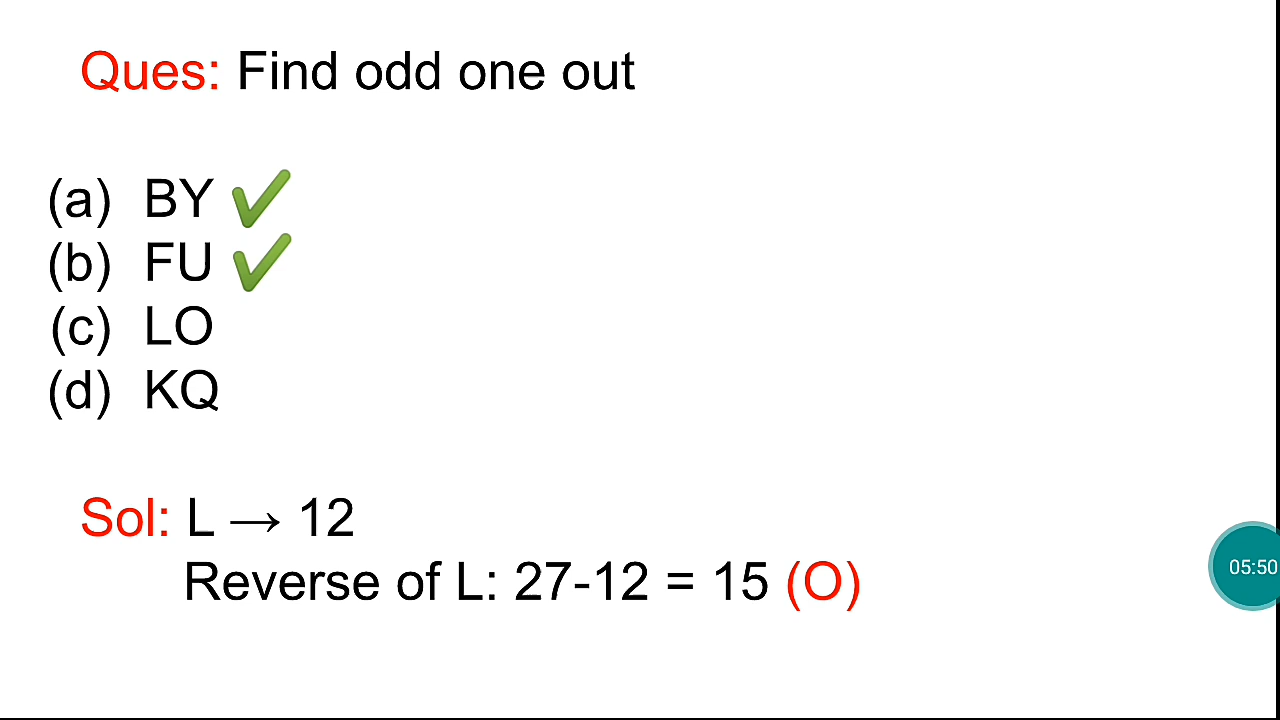 Ques: Find odd one out
(a) BY ✔
(b) FU ✔
(c) LO
(d) KQ
Sol: L → 12
Reverse of L: 27-12 = 15 (O)
05:50